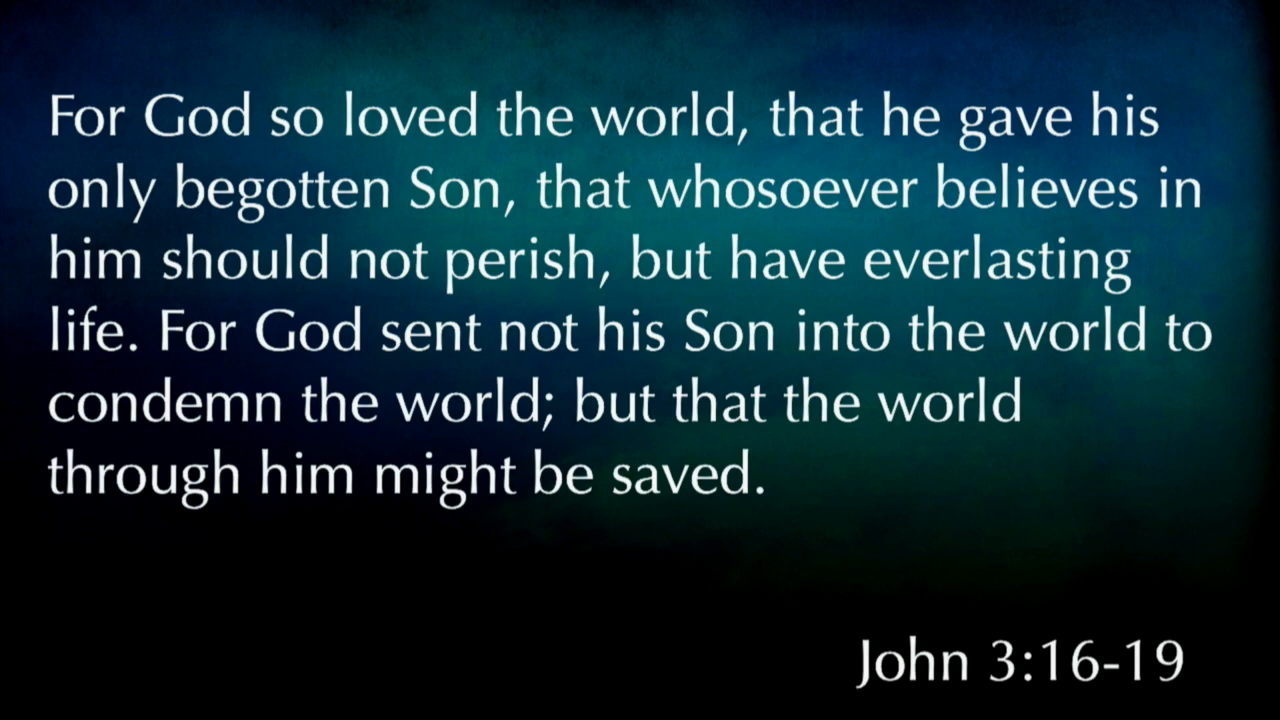 For God so loved the world, that he gave his
only begotten Son, that whosoever believes in
him should not perish, but have everlasting
life. For God sent not his Son into the world to
condemn the world; but that the world
through him might be saved.
John 3:16-19